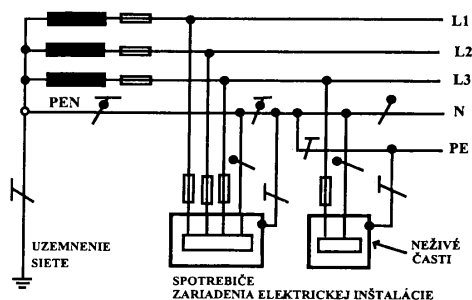 L1
L2
L3
PEN
N
PE
UZEMNENIE
SIETE
NEŽIVÉ
ČASTI
SPOTREBIČE
ZARIADENIA ELEKTRICKEJ INŠTALÁCIE